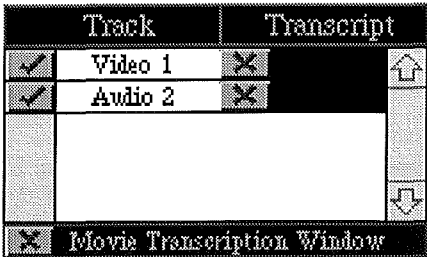 Track Transcript
Video 1
Audio 2
Movie Transcription Window